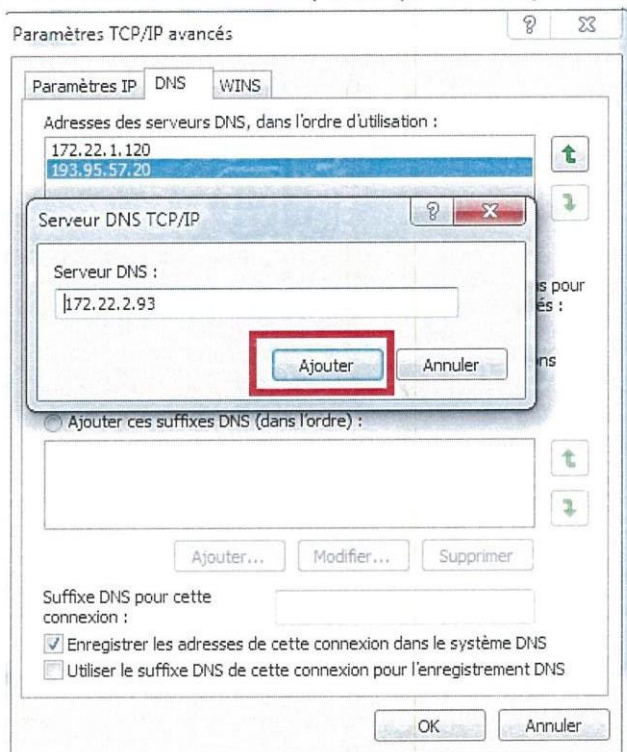 Paramètres TCP/IP avancés
Paramètres IP DNS WINS
Adresses des serveurs DNS, dans l'ordre d'utilisation :
172.22.1.120
193.95.57.20
Serveur DNS TCP/IP
Serveur DNS :
172.22.2.93
pour
és :
Ajouter Annuler
ns
Ajouter ces suffixes DNS (dans l'ordre) :
Ajouter... Modifier... Supprimer
Suffixe DNS pour cette
connexion :
Enregistrer les adresses de cette connexion dans le système DNS
Utiliser le suffixe DNS de cette connexion pour l'enregistrement DNS
OK Annuler